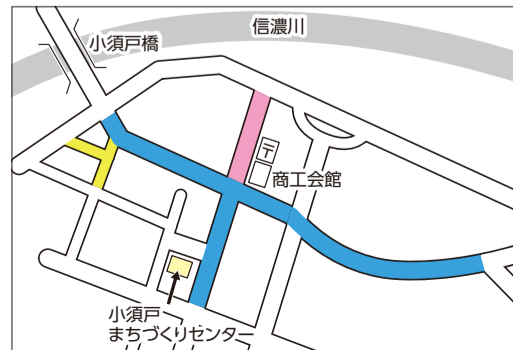 信濃川
小須戸橋
〒
商工会館
小須戸
まちづくりセンター